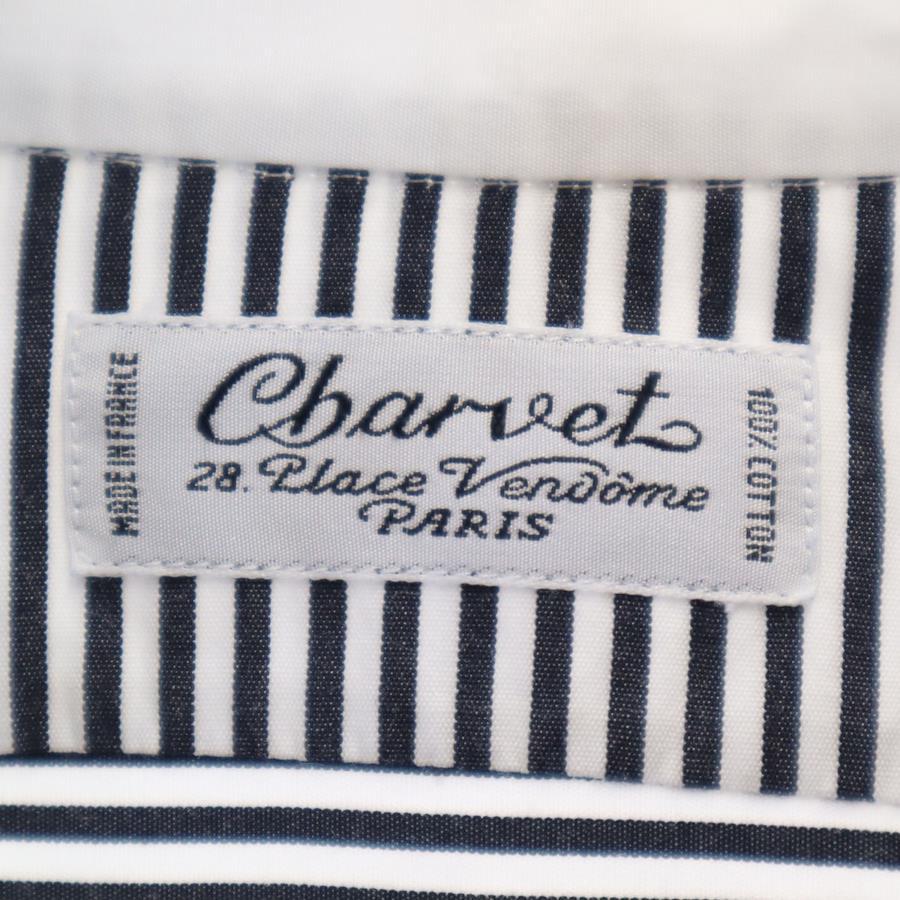 MADE IN FRANCE
Charvet
28. Place Vendôme
PARIS
100% COTTON